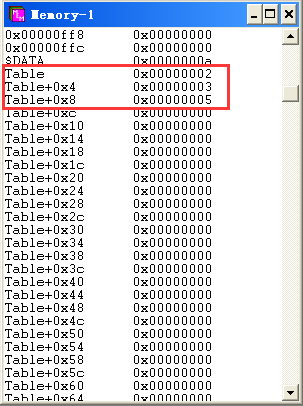 Memory-1
0x00000ff8 0x00000000
0x00000ffc 0x00000000
$DATA 0x0000000a
Table 0x00000002
Table+0x4 0x00000003
Table+0x8 0x00000005
Table+0xc 0x00000000
Table+0x10 0x00000000
Table+0x14 0x00000000
Table+0x18 0x00000000
Table+0x1c 0x00000000
Table+0x20 0x00000000
Table+0x24 0x00000000
Table+0x28 0x00000000
Table+0x2c 0x00000000
Table+0x30 0x00000000
Table+0x34 0x00000000
Table+0x38 0x00000000
Table+0x3c 0x00000000
Table+0x40 0x00000000
Table+0x44 0x00000000
Table+0x48 0x00000000
Table+0x4c 0x00000000
Table+0x50 0x00000000
Table+0x54 0x00000000
Table+0x58 0x00000000
Table+0x5c 0x00000000
Table+0x60 0x00000000
Table+0x64 0x00000000